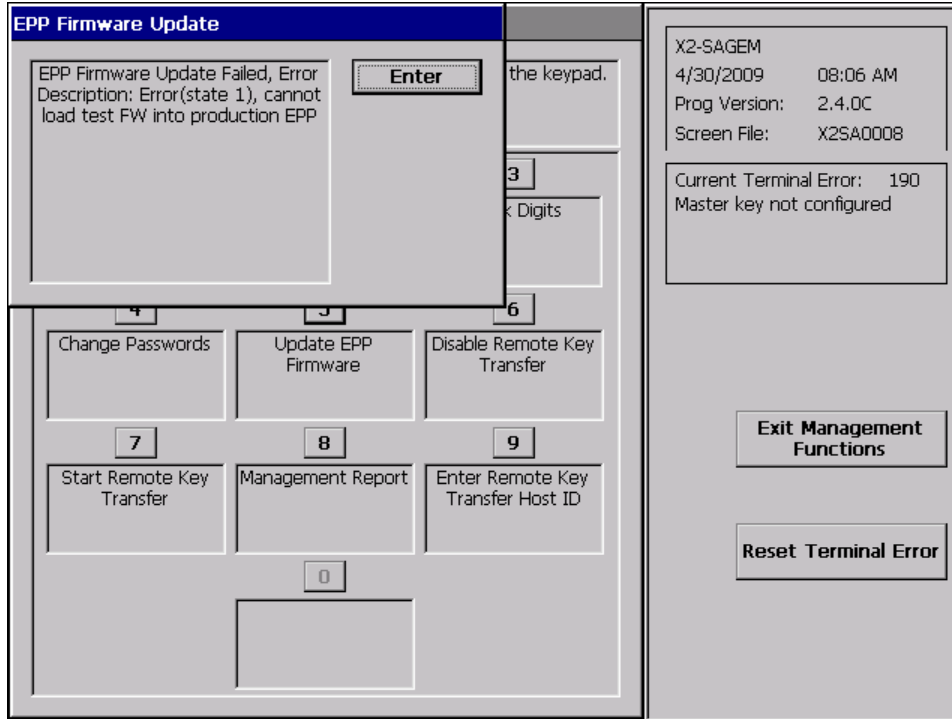 EPP Firmware Update
EPP Firmware Update Failed, Error
Description: Error(state 1), cannot
load test FW into production EPP
Enter
the keypad.
3
Digits
4
Change Passwords
5
Update EPP
Firmware
6
Disable Remote Key
Transfer
7
Start Remote Key
Transfer
8
Management Report
9
Enter Remote Key
Transfer Host ID
0
X2-SAGEM
4/30/2009 08:06 AM
Prog Version: 2.4.0C
Screen File: X2SA0008
Current Terminal Error: 190
Master key not configured
Exit Management
Functions
Reset Terminal Error